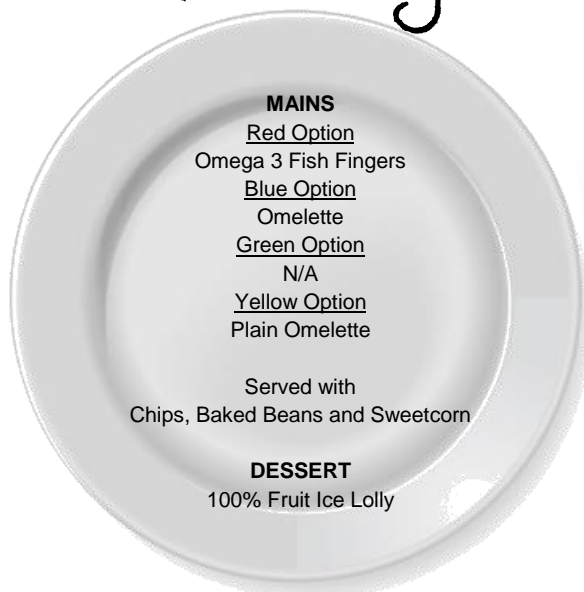 MAINS
Red Option
Omega 3 Fish Fingers
Blue Option
Omelette
Green Option
N/A
Yellow Option
Plain Omelette
Served with
Chips, Baked Beans and Sweetcorn
DESSERT
100% Fruit Ice Lolly